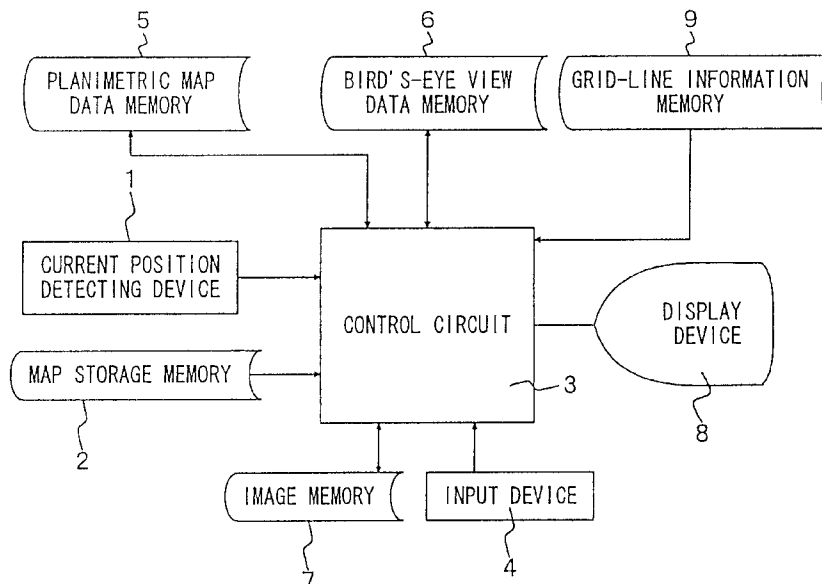 5
6
9
PLANIMETRIC MAP
DATA MEMORY
BIRD'S-EYE VIEW
DATA MEMORY
GRID-LINE INFORMATION
MEMORY
1
CURRENT POSITION
DETECTING DEVICE
CONTROL CIRCUIT
3
DISPLAY
DEVICE
8
MAP STORAGE MEMORY
2
IMAGE MEMORY
7
INPUT DEVICE
4